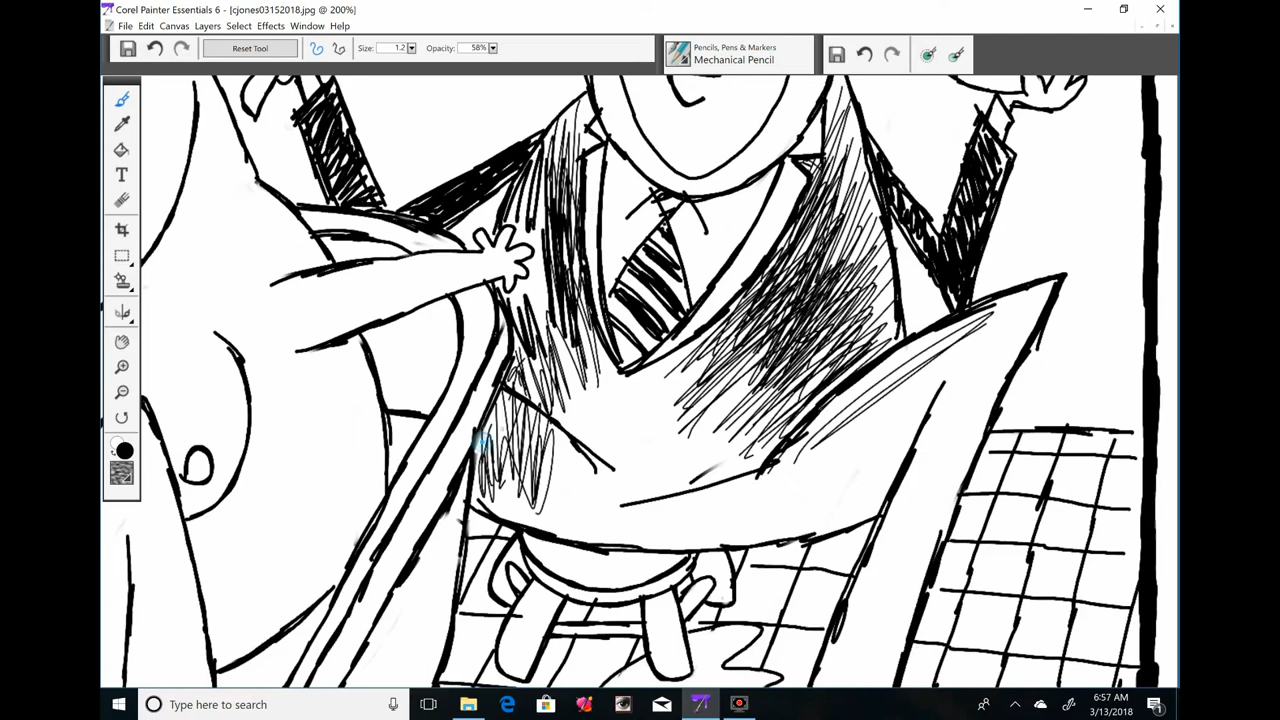 Corel Painter Essentials 6 - [cjones03152018.jpg @ 200%]
File Edit Canvas Layers Select Effects Window Help
Reset Tool Size: 1.2 Opacity: 58% Pencils, Pens & Markers
Mechanical Pencil
T
Type here to search
6:57 AM
3/13/2018
1